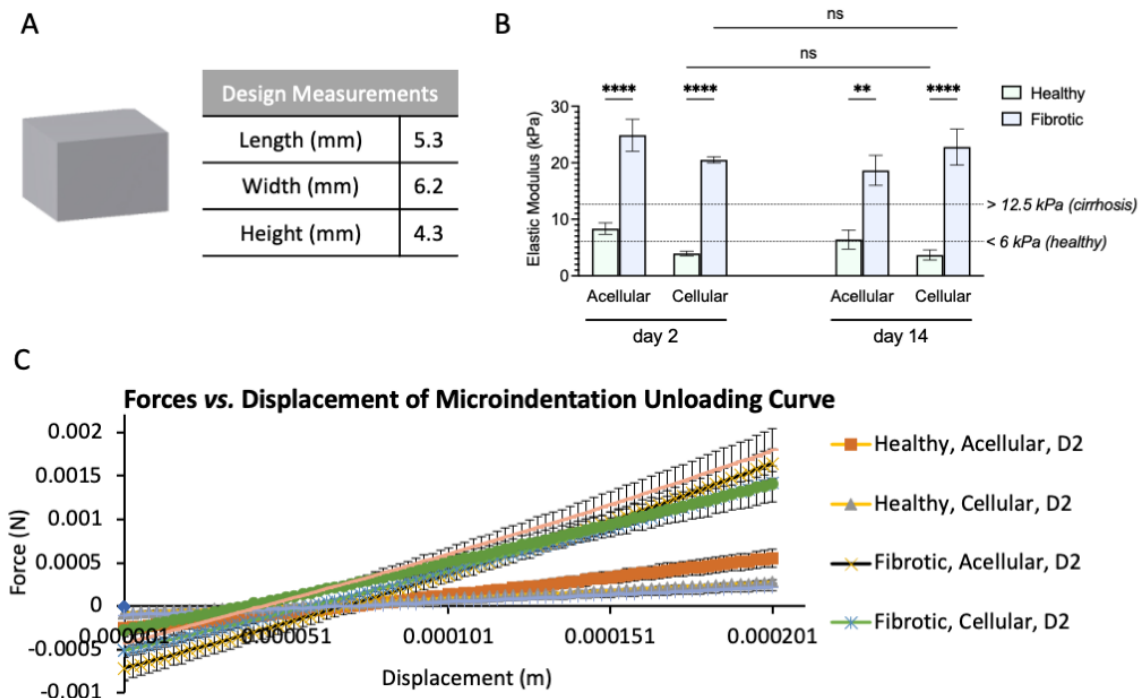 A
Design Measurements
Length (mm) 5.3
Width (mm) 6.2
Height (mm) 4.3
B
ns
ns
**** **** ** ****
Healthy
Fibrotic
Elastic Modulus (kPa)
30
20
10
0
> 12.5 kPa (cirrhosis)
< 6 kPa (healthy)
Acellular Cellular Acellular Cellular
day 2 day 14
C
Forces vs. Displacement of Microindentation Unloading Curve
Force (N)
0.002
0.0015
0.001
0.0005
0
-0.0005
-0.001
0.000001 0.000051 0.000101 0.000151 0.000201
Displacement (m)
Healthy, Acellular, D2
Healthy, Cellular, D2
Fibrotic, Acellular, D2
Fibrotic, Cellular, D2